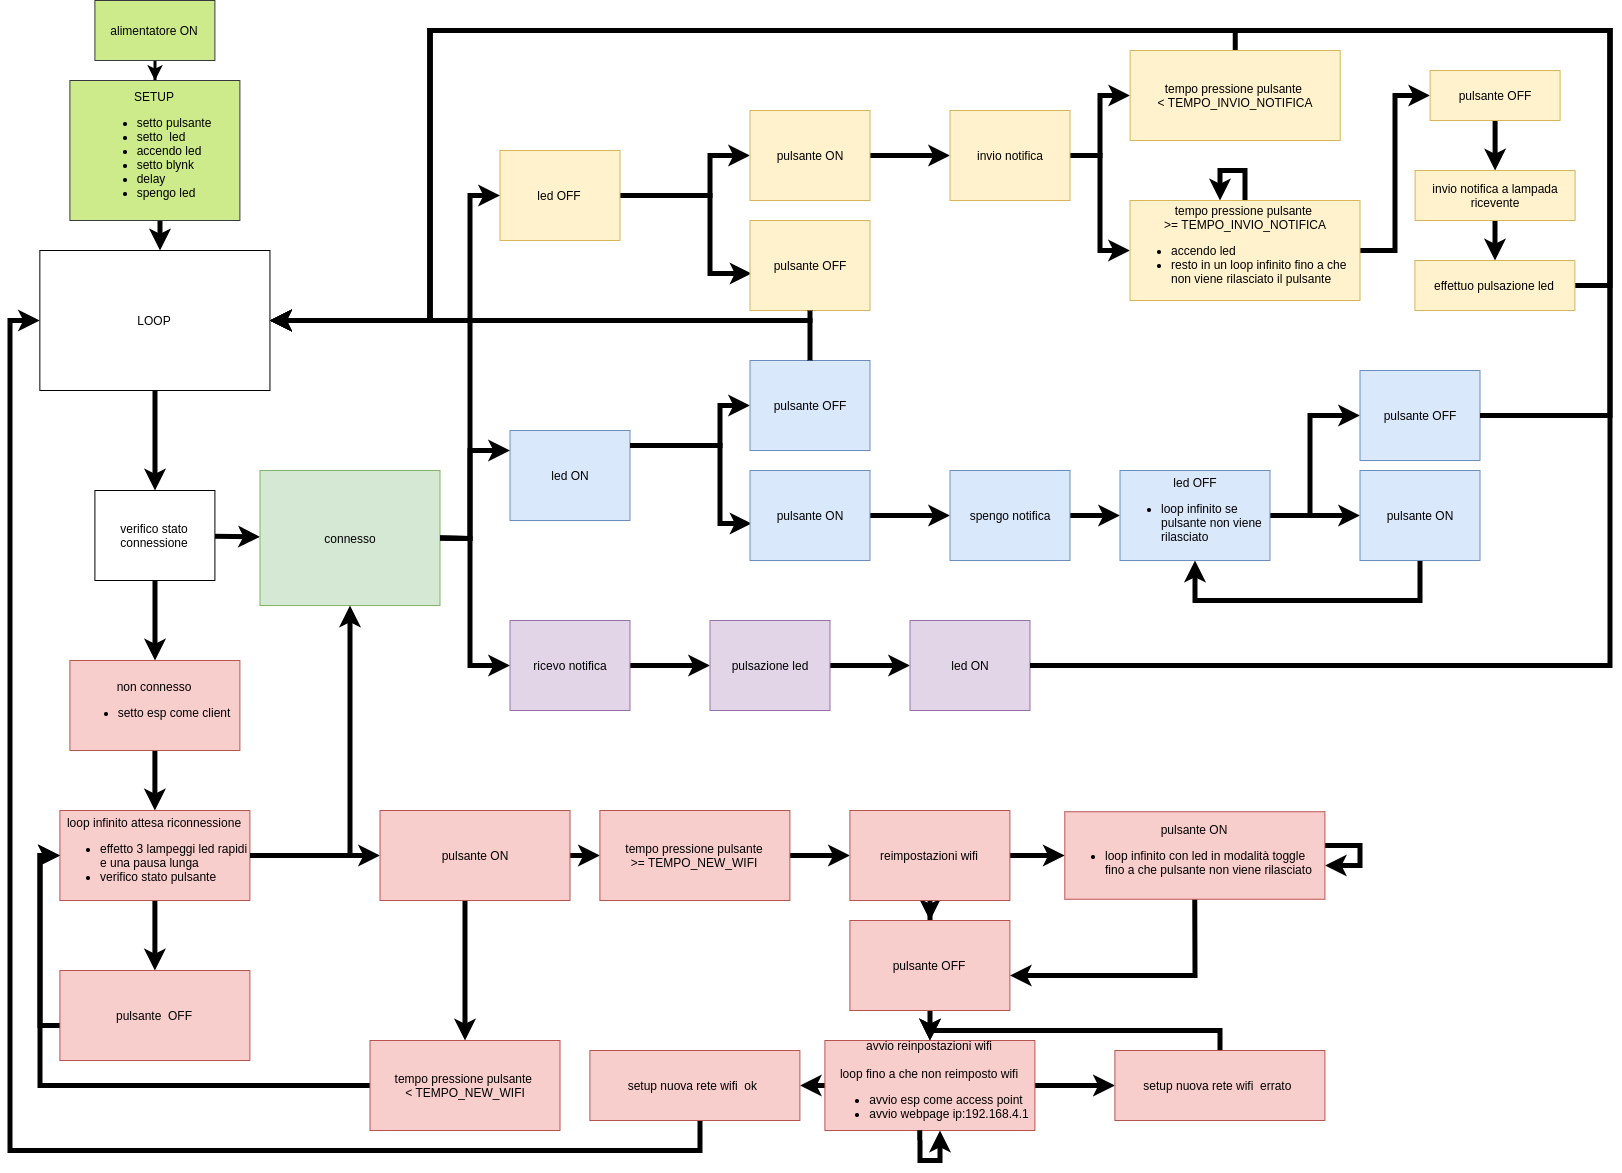 alimentatore ON
SETUP
• setto pulsante
• setto led
• accendo led
• setto blynk
• delay
• spengo led
LOOP
verifico stato
connessione
connesso
led OFF
pulsante ON
pulsante OFF
invio notifica
tempo pressione pulsante
< TEMPO_INVIO_NOTIFICA
tempo pressione pulsante
>= TEMPO_INVIO_NOTIFICA
• accendo led
• resto in un loop infinito fino a che
non viene rilasciato il pulsante
pulsante OFF
invio notifica a lampada
ricevente
effettuo pulsazione led
led ON
pulsante OFF
pulsante ON
spengo notifica
led OFF
• loop infinito se
pulsante non viene
rilasciato
pulsante OFF
pulsante ON
ricevo notifica
pulsazione led
led ON
non connesso
• setto esp come client
loop infinito attesa riconnessione
• effetto 3 lampeggi led rapidi
e una pausa lunga
• verifico stato pulsante
pulsante OFF
pulsante ON
tempo pressione pulsante
>= TEMPO_NEW_WIFI
reimpostazioni wifi
pulsante ON
• loop infinito con led in modalità toggle
fino a che pulsante non viene rilasciato
pulsante OFF
tempo pressione pulsante
< TEMPO_NEW_WIFI
setup nuova rete wifi ok
avvio reinpostazioni wifi
loop fino a che non reimposto wifi
• avvio esp come access point
• avvio webpage ip:192.168.4.1
setup nuova rete wifi errato